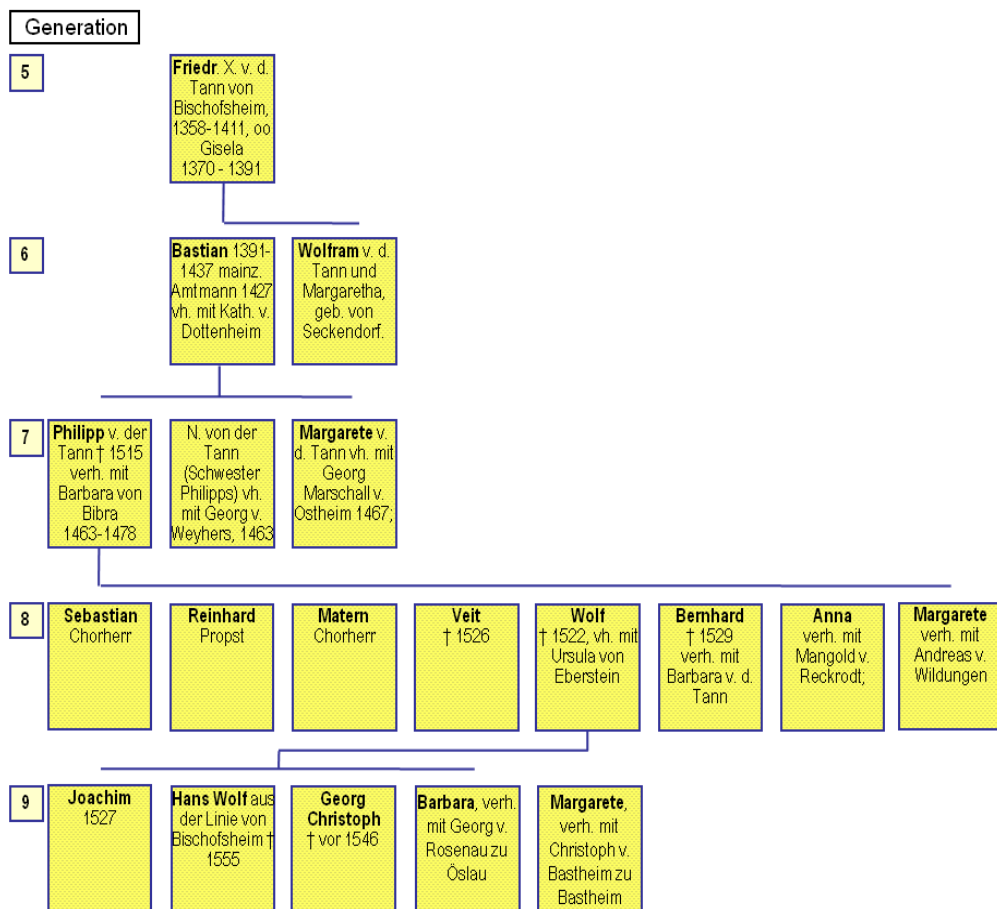 Generation
5
Friedr. X. v. d.
Tann von
Bischofsheim,
1358-1411, oo
Gisela
1370 - 1391
6
Bastian 1391-
1437 mainz.
Amtmann 1427
vh. mit Kath. v.
Dottenheim
Wolfram v. d.
Tann und
Margaretha,
geb. von
Seckendorf.
7
Philipp v. der
Tann † 1515
verh. mit
Barbara von
Bibra
1463-1478
N. von der
Tann
(Schwester
Philipps) vh.
mit Georg v.
Weyhers, 1463
Margarete v.
d. Tann vh. mit
Georg
Marschall v.
Ostheim 1467;
8
Sebastian
Chorherr
Reinhard
Propst
Matern
Chorherr
Veit
† 1526
Wolf
† 1522, vh. mit
Ursula von
Eberstein
Bernhard
† 1529
verh. mit
Barbara v. d.
Tann
Anna
verh. mit
Mangold v.
Reckrodt;
Margarete
verh. mit
Andreas v.
Wildungen
9
Joachim
1527
Hans Wolf aus
der Linie von
Bischofsheim †
1555
Georg
Christoph
† vor 1546
Barbara, verh.
mit Georg v.
Rosenau zu
Öslau
Margarete,
verh. mit
Christoph v.
Bastheim zu
Bastheim